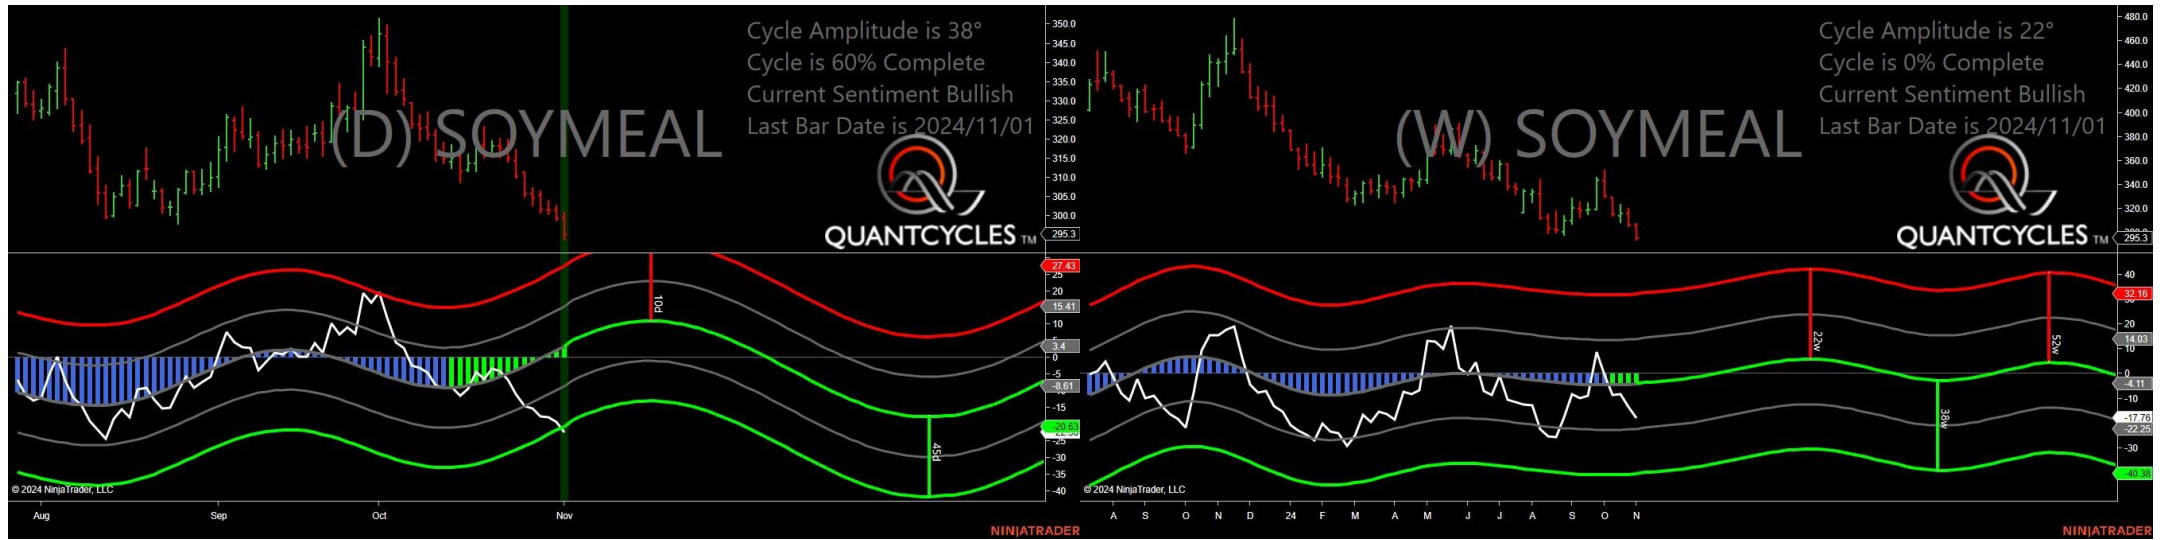 Cycle Amplitude is 38°
Cycle is 60% Complete
Current Sentiment Bullish
Last Bar Date is 2024/11/01
(D) SOYMEAL
QUANTCYCLES TM
350.0
345.0
340.0
335.0
330.0
325.0
320.0
315.0
310.0
305.0
300.0
295.3
27.43
25
20
15.41
10
5
3.4
0
-5
-8.61
-15
-20.63
-25
-30
-35
-40
10d
45d
© 2024 NinjaTrader, LLC
Aug
Sep
Oct
Nov
NINJATRADER
Cycle Amplitude is 22°
Cycle is 0% Complete
Current Sentiment Bullish
Last Bar Date is 2024/11/01
(W) SOYMEAL
QUANTCYCLES TM
480.0
460.0
440.0
420.0
400.0
380.0
360.0
340.0
320.0
295.3
40
32.16
20
14.03
10
0
-4.11
-10
-17.76
-22.25
-30
-40.38
22w
38w
52w
© 2024 NinjaTrader, LLC
A S O N D 24 F M A M J J A S O N
NINJATRADER